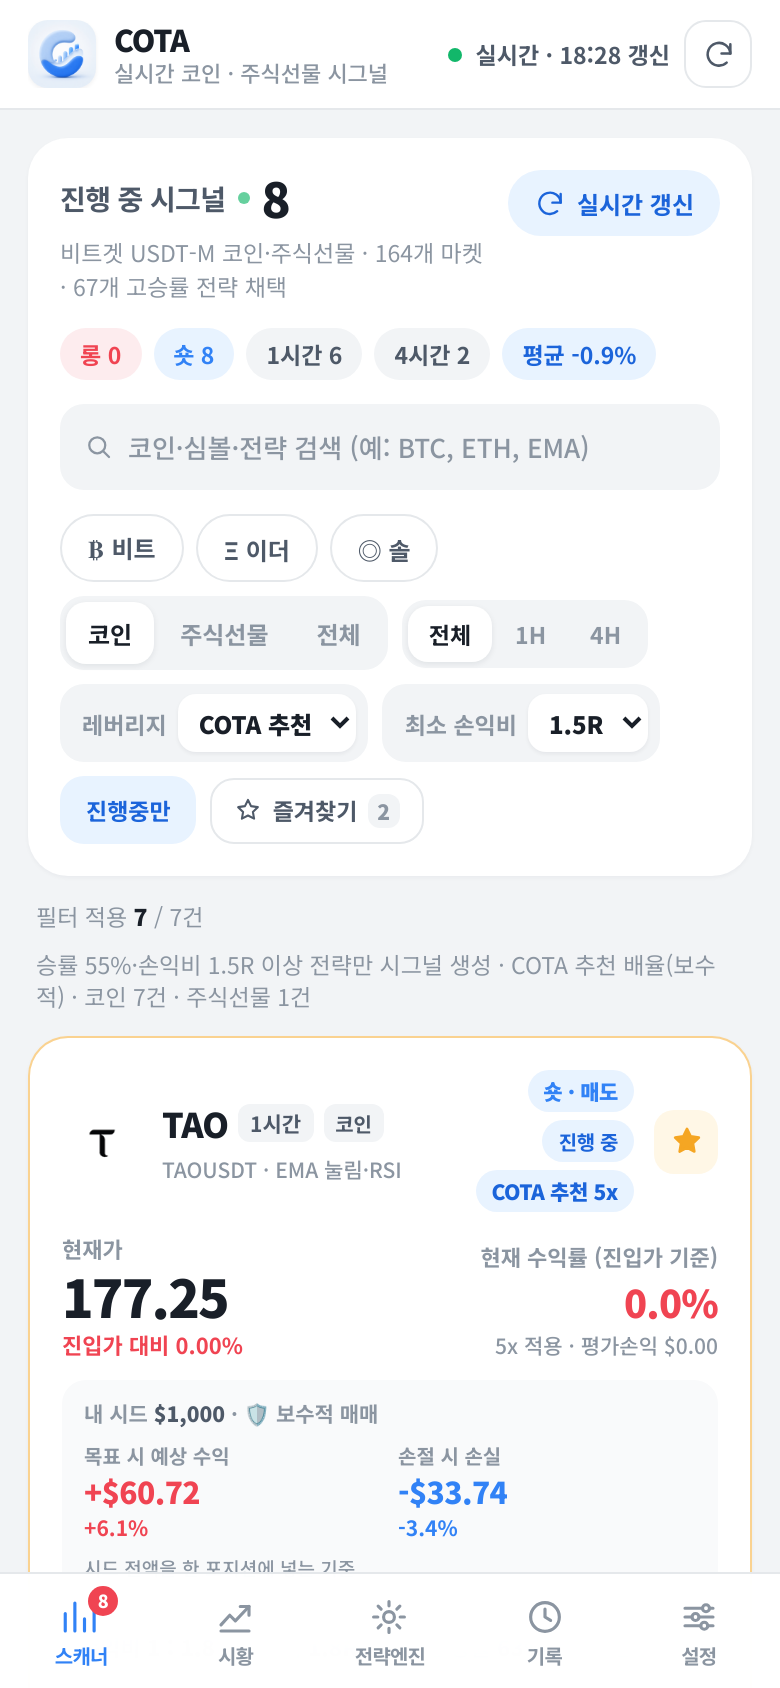 COTA
실시간 코인 · 주식선물 시그널
실시간 · 18:28 갱신
진행 중 시그널 8
실시간 갱신
비트겟 USDT-M 코인·주식선물 · 164개 마켓
· 67개 고승률 전략 채택
롱 0 숏 8 1시간 6 4시간 2 평균 -0.9%
코인·심볼·전략 검색 (예: BTC, ETH, EMA)
₿ 비트 Ξ 이더 ◎ 솔
코인 주식선물 전체 전체 1H 4H
레버리지 COTA 추천 최소 손익비 1.5R
진행중만 즐겨찾기 2
필터 적용 7 / 7건
승률 55%·손익비 1.5R 이상 전략만 시그널 생성 · COTA 추천 배율(보수
적) · 코인 7건 · 주식선물 1건
숏 · 매도
TAO 1시간 코인
진행 중
TAOUSDT · EMA 눌림·RSI
COTA 추천 5x
현재가
현재 수익률 (진입가 기준)
177.25
0.0%
진입가 대비 0.00%
5x 적용 · 평가손익 $0.00
내 시드 $1,000 · 🛡️ 보수적 매매
목표 시 예상 수익 손절 시 손실
+$60.72 -$33.74
+6.1% -3.4%
시드 전액을 한 포지션에 넣는 기준
8
스캐너 시황 전략엔진 기록 설정